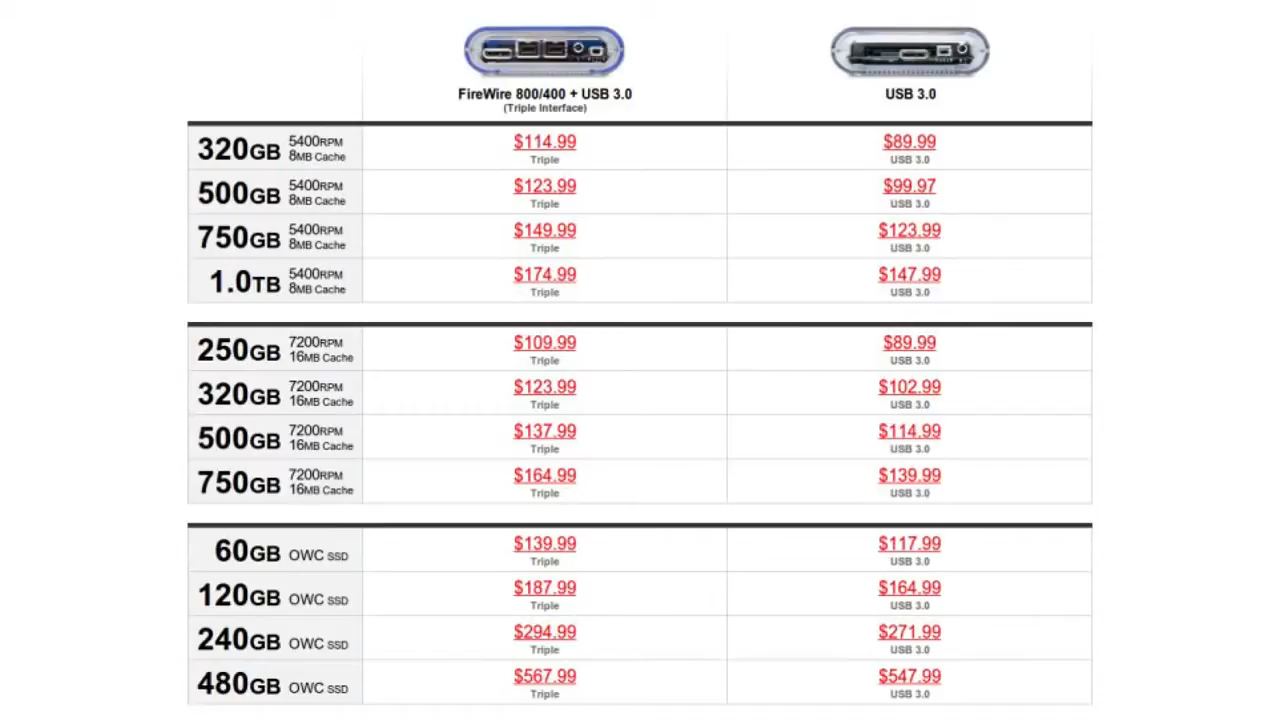 FireWire 800/400 + USB 3.0
(Triple Interface)
USB 3.0
320GB 5400RPM 8MB Cache
$114.99
Triple
$89.99
USB 3.0
500GB 5400RPM 8MB Cache
$123.99
Triple
$99.97
USB 3.0
750GB 5400RPM 8MB Cache
$149.99
Triple
$123.99
USB 3.0
1.0TB 5400RPM 8MB Cache
$174.99
Triple
$147.99
USB 3.0
250GB 7200RPM 16MB Cache
$109.99
Triple
$89.99
USB 3.0
320GB 7200RPM 16MB Cache
$123.99
Triple
$102.99
USB 3.0
500GB 7200RPM 16MB Cache
$137.99
Triple
$114.99
USB 3.0
750GB 7200RPM 16MB Cache
$164.99
Triple
$139.99
USB 3.0
60GB OWC SSD
$139.99
Triple
$117.99
USB 3.0
120GB OWC SSD
$187.99
Triple
$164.99
USB 3.0
240GB OWC SSD
$294.99
Triple
$271.99
USB 3.0
480GB OWC SSD
$567.99
Triple
$547.99
USB 3.0